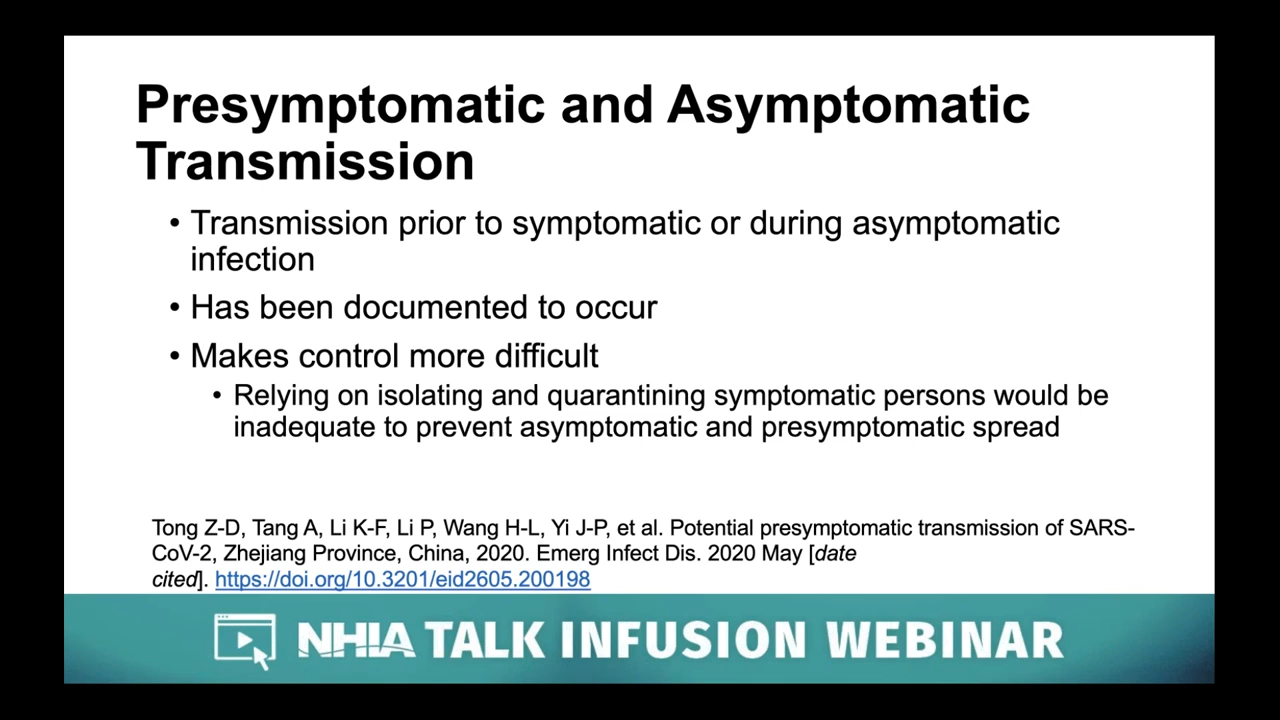 Presymptomatic and Asymptomatic
Transmission
• Transmission prior to symptomatic or during asymptomatic
infection
• Has been documented to occur
• Makes control more difficult
• Relying on isolating and quarantining symptomatic persons would be
inadequate to prevent asymptomatic and presymptomatic spread
Tong Z-D, Tang A, Li K-F, Li P, Wang H-L, Yi J-P, et al. Potential presymptomatic transmission of SARS-
CoV-2, Zhejiang Province, China, 2020. Emerg Infect Dis. 2020 May [date
cited]. https://doi.org/10.3201/eid2605.200198
NHIA TALK INFUSION WEBINAR